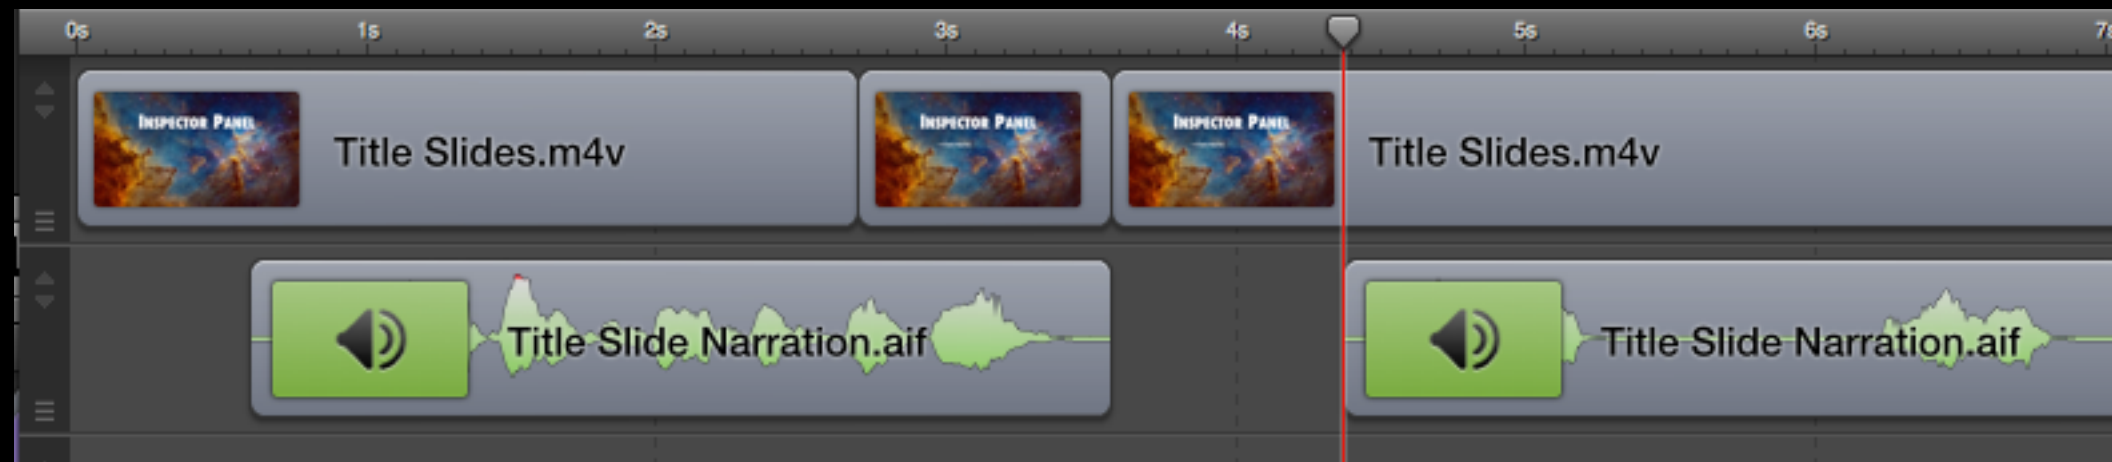 0s 1s 2s 3s 4s 5s 6s 7s
INSPECTOR PANEL
Title Slides.m4v
INSPECTOR PANEL
INSPECTOR PANEL
Title Slides.m4v
Title Slide Narration.aif
Title Slide Narration.aif